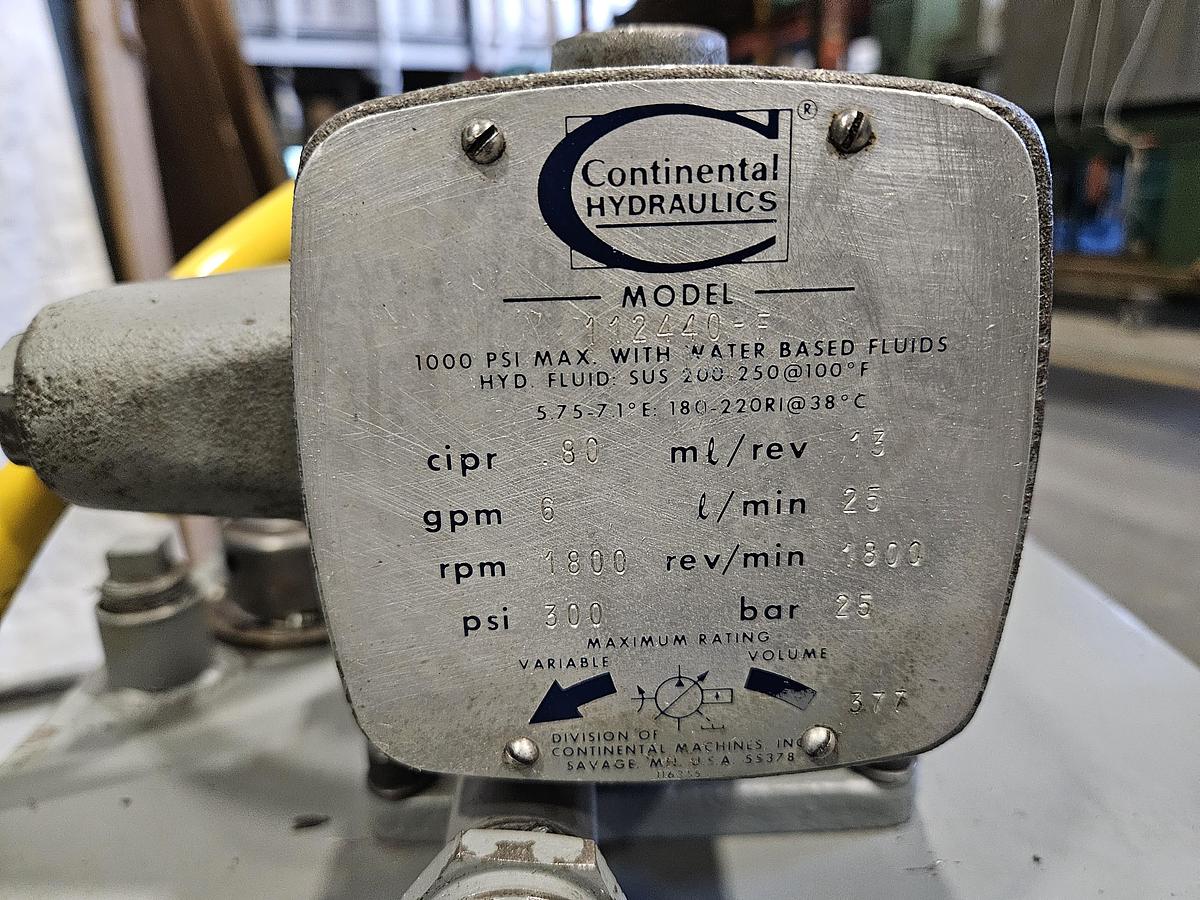 ®
Continental
HYDRAULICS
MODEL
112440-F
1000 PSI MAX. WITH WATER BASED FLUIDS
HYD. FLUID: SUS 200-250@100°F
5.75-7.1°E: 180-220RI@38°C
cipr .80 ml/rev 13
gpm 6 l/min 25
rpm 1800 rev/min 1800
psi 300 bar 25
MAXIMUM RATING
VARIABLE VOLUME
377
DIVISION OF
CONTINENTAL MACHINES, INC
SAVAGE, MN. U.S.A. 55378